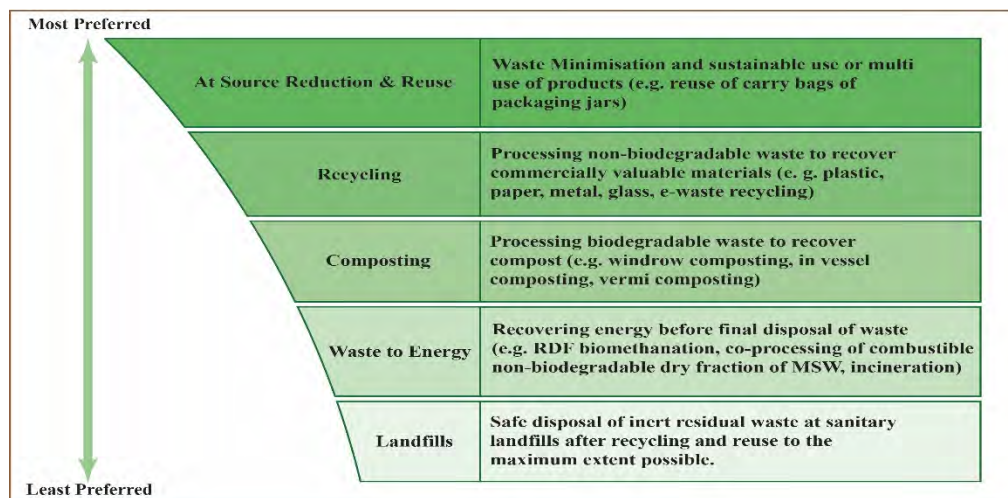 Most Preferred
At Source Reduction & Reuse
Waste Minimisation and sustainable use or multi
use of products (e.g. reuse of carry bags of
packaging jars)
Recycling
Processing non-biodegradable waste to recover
commercially valuable materials (e. g. plastic,
paper, metal, glass, e-waste recycling)
Composting
Processing biodegradable waste to recover
compost (e.g. windrow composting, in vessel
composting, vermi composting)
Waste to Energy
Recovering energy before final disposal of waste
(e.g. RDF biomethanation, co-processing of combustible
non-biodegradable dry fraction of MSW, incineration)
Landfills
Safe disposal of inert residual waste at sanitary
landfills after recycling and reuse to the
maximum extent possible.
Least Preferred